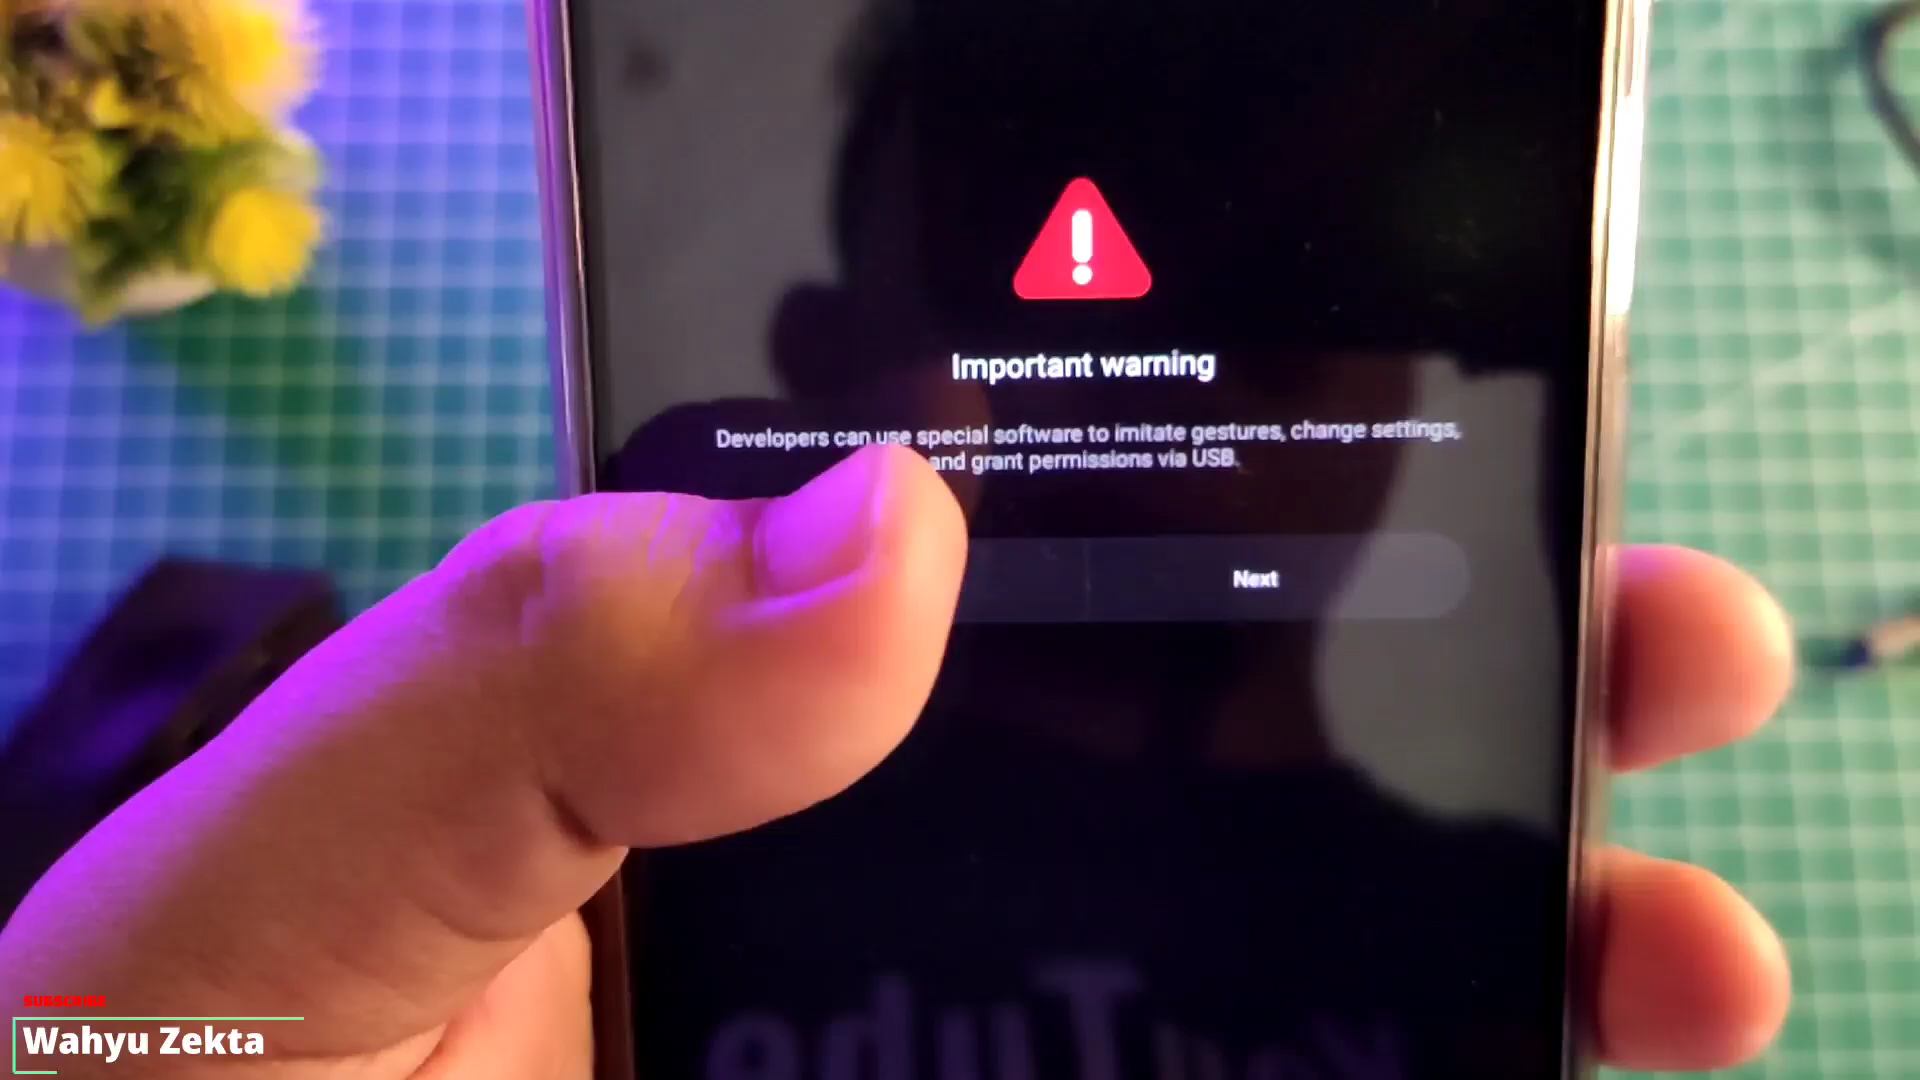 Important warning
Developers can use special software to imitate gestures, change settings,
and grant permissions via USB.
Next
YouTube
SUBSCRIBE
Wahyu Zekta